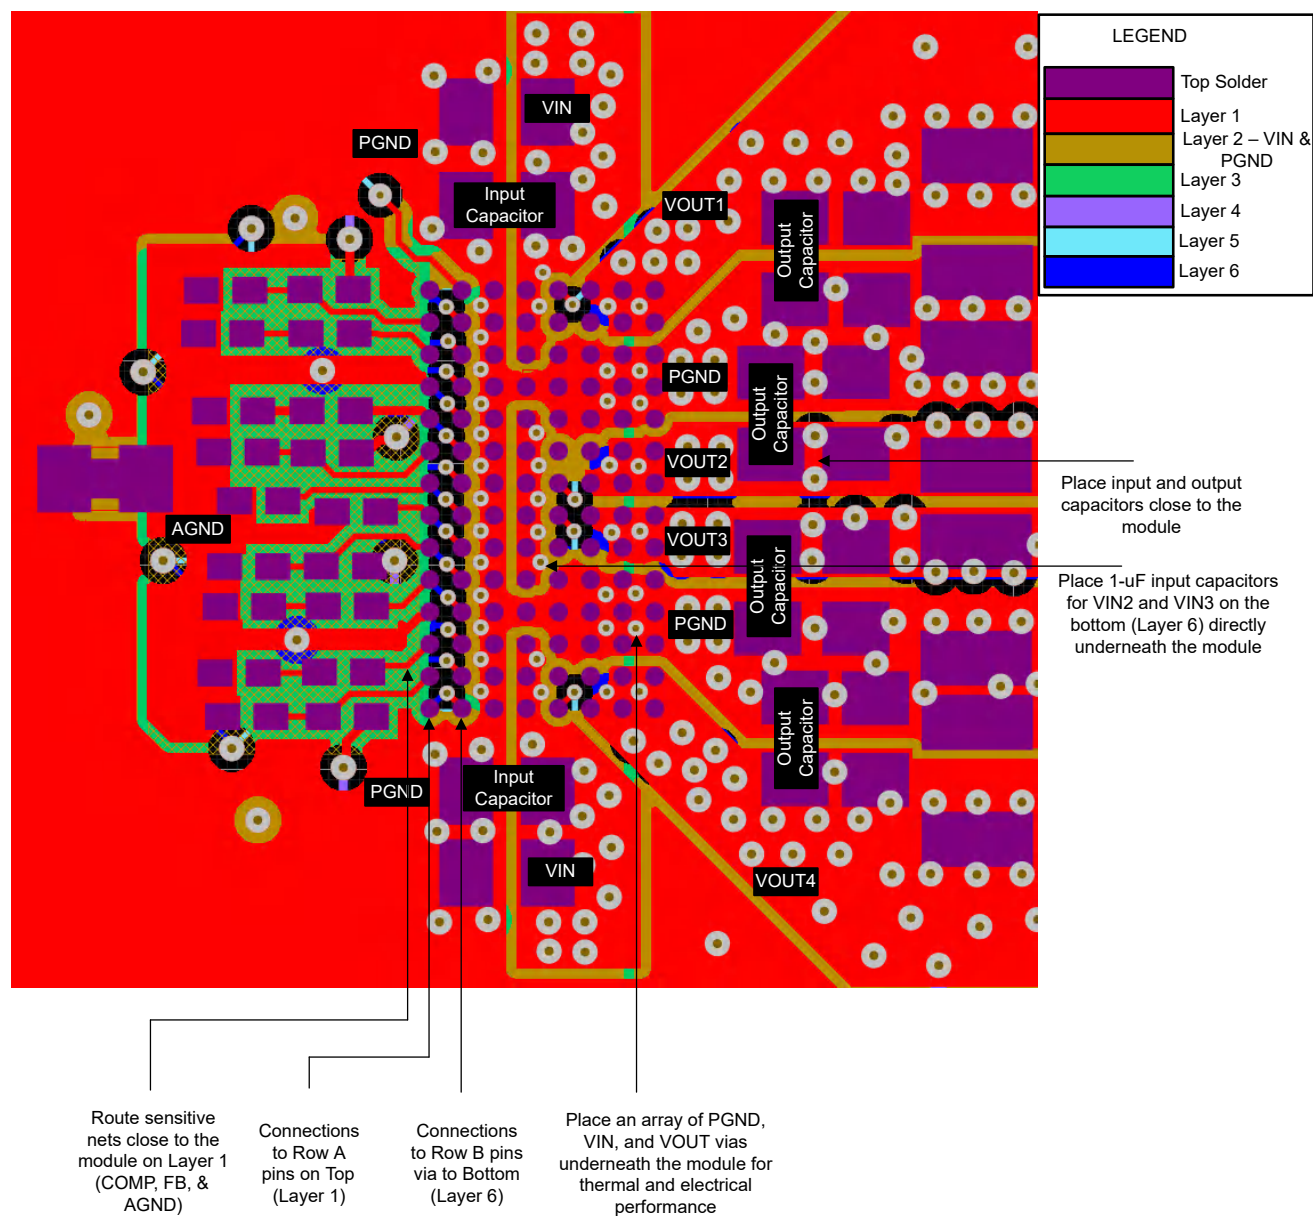 LEGEND
Top Solder
Layer 1
Layer 2 – VIN &
PGND
Layer 3
Layer 4
Layer 5
Layer 6
VIN
PGND
Input
Capacitor
VOUT1
Output
Capacitor
PGND
Output
Capacitor
VOUT2
Place input and output
capacitors close to the
module
AGND
VOUT3
Output
Capacitor
Place 1-uF input capacitors
for VIN2 and VIN3 on the
bottom (Layer 6) directly
underneath the module
PGND
Output
Capacitor
PGND
Input
Capacitor
VIN
VOUT4
Route sensitive
nets close to the
module on Layer 1
(COMP, FB, &
AGND)
Connections
to Row A
pins on Top
(Layer 1)
Connections
to Row B pins
via to Bottom
(Layer 6)
Place an array of PGND,
VIN, and VOUT vias
underneath the module for
thermal and electrical
performance